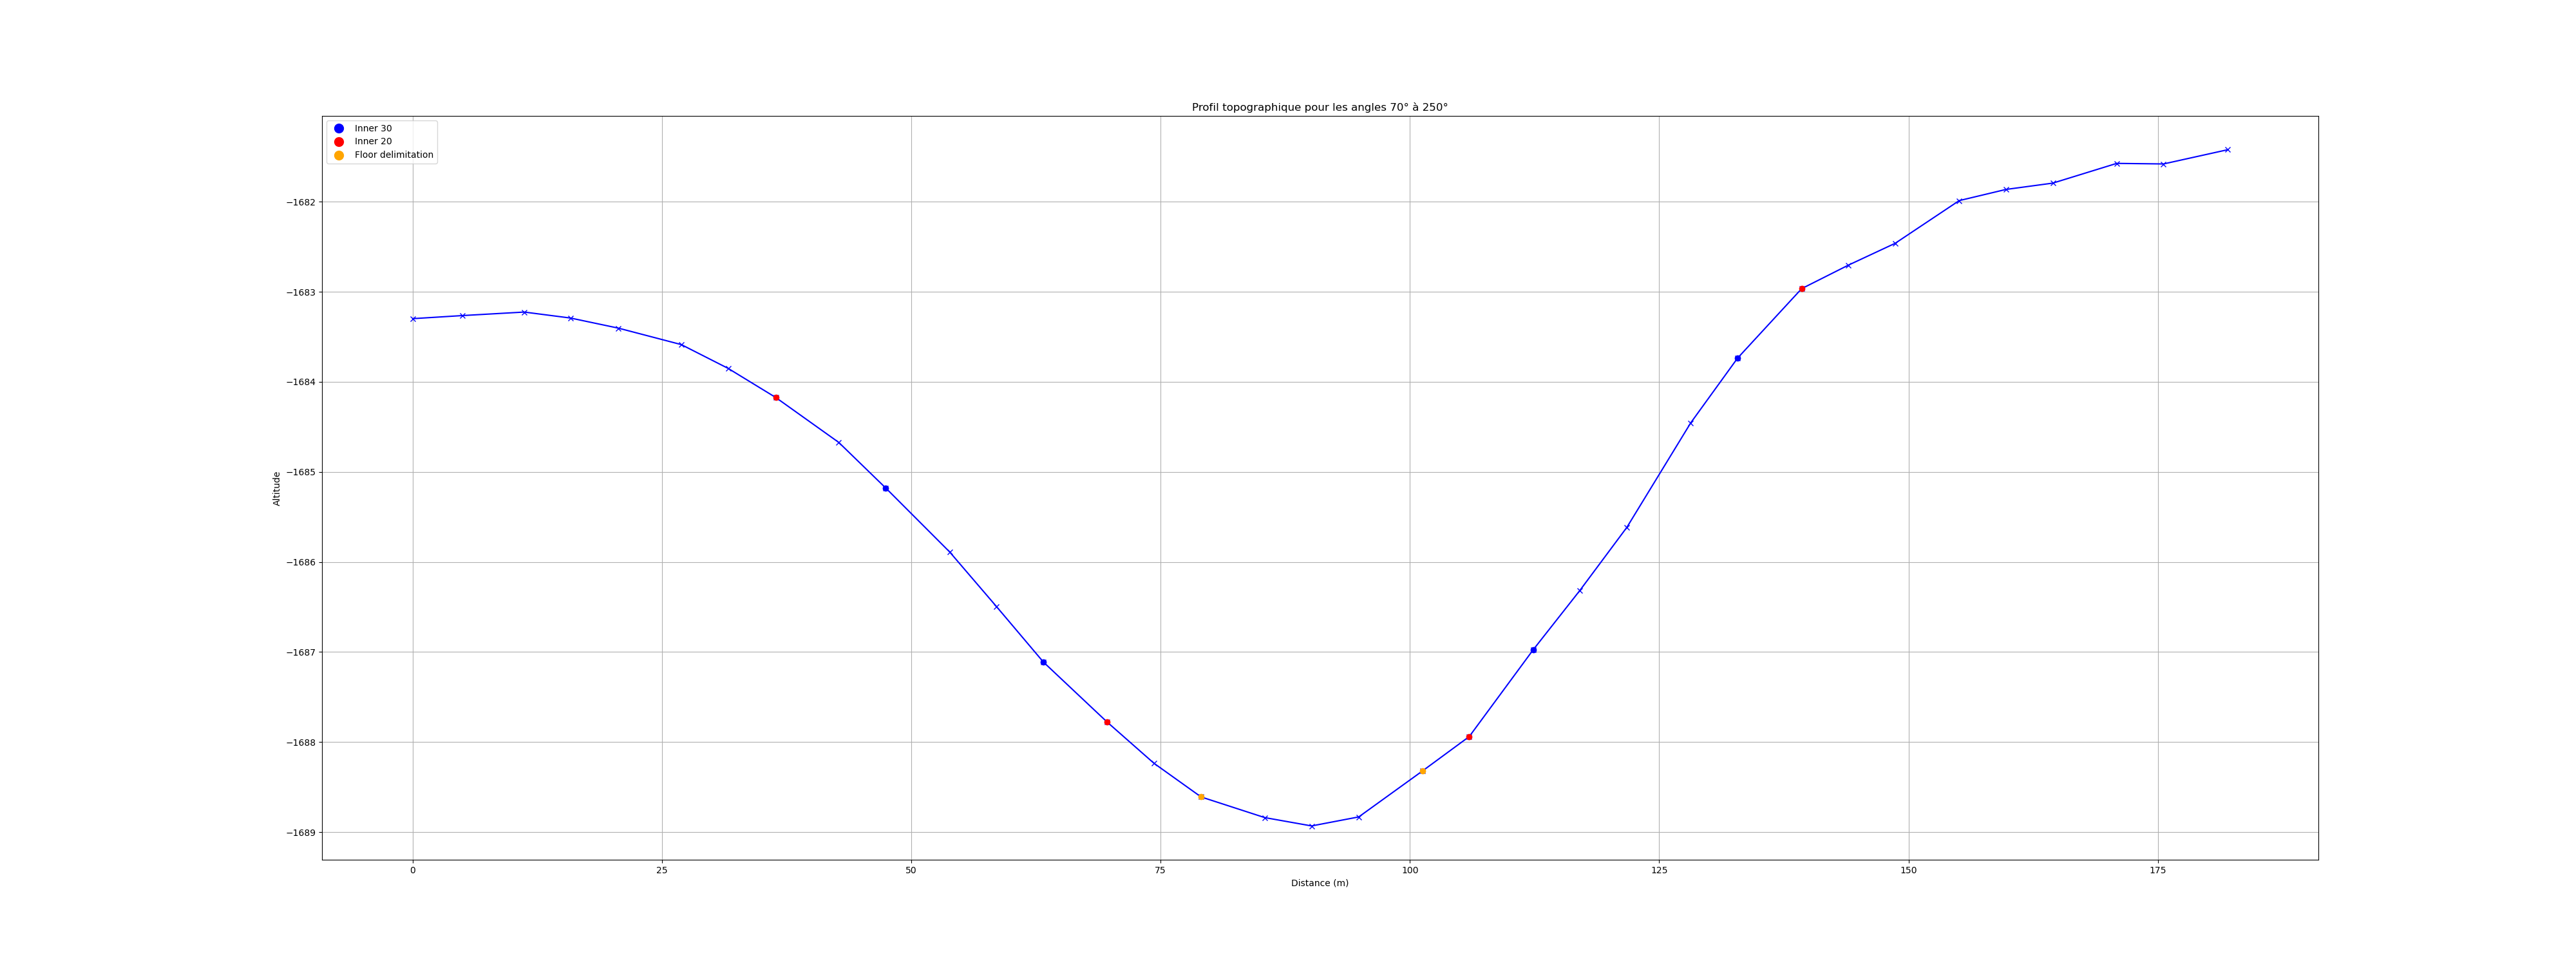 Profil topographique pour les angles 70° à 250°
Inner 30
Inner 20
Floor delimitation
−1682
−1683
−1684
−1685
−1686
−1687
−1688
−1689
Altitude
0 25 50 75 100 125 150 175
Distance (m)